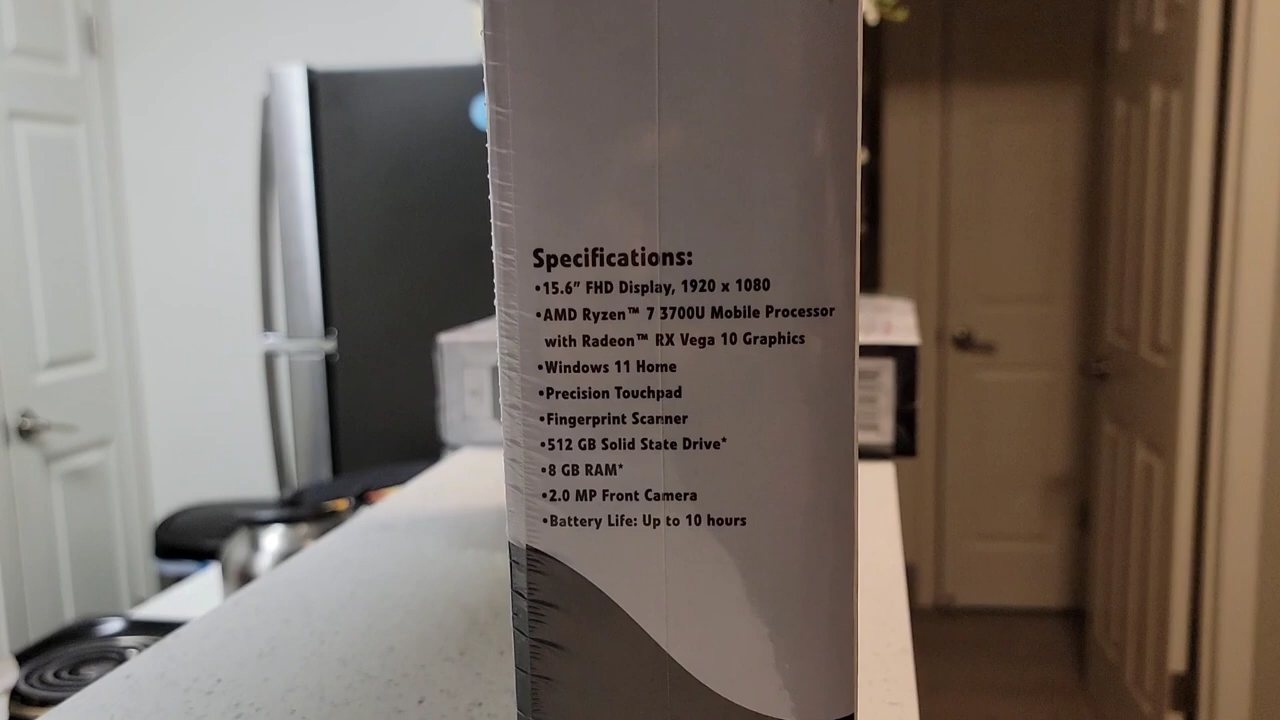 Specifications:
•15.6” FHD Display, 1920 x 1080
•AMD Ryzen™ 7 3700U Mobile Processor
with Radeon™ RX Vega 10 Graphics
•Windows 11 Home
•Precision Touchpad
•Fingerprint Scanner
•512 GB Solid State Drive*
•8 GB RAM*
•2.0 MP Front Camera
•Battery Life: Up to 10 hours